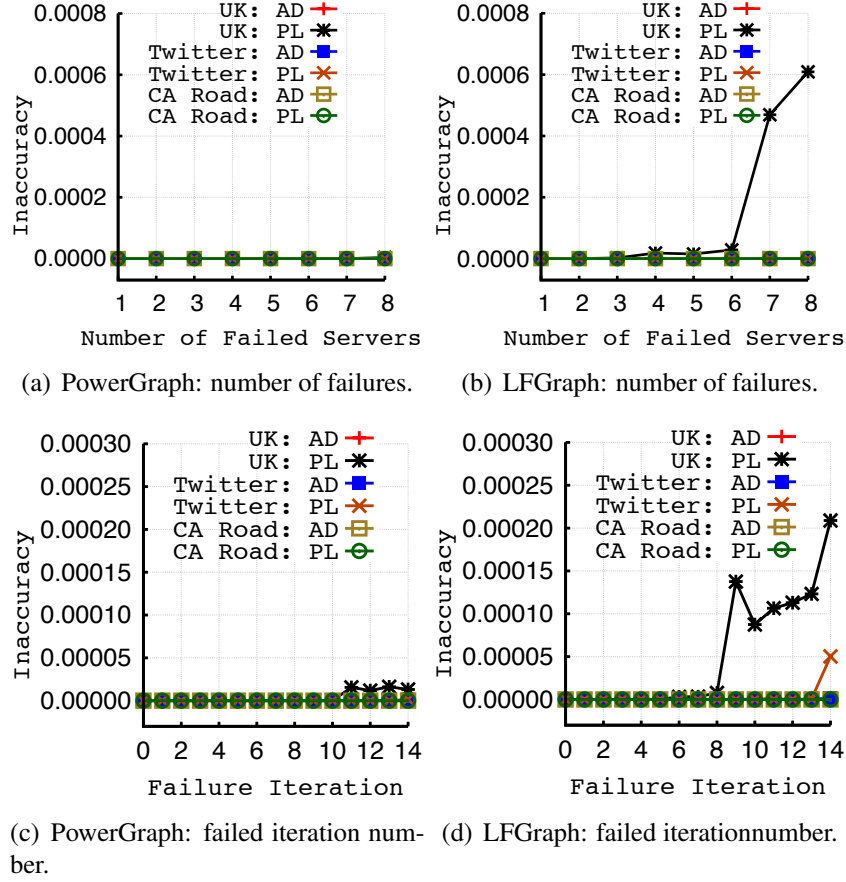 UK: AD
UK: PL
Twitter: AD
Twitter: PL
CA Road: AD
CA Road: PL
0.0008
0.0006
0.0004
0.0002
0.0000
Inaccuracy
1 2 3 4 5 6 7 8
Number of Failed Servers
(a) PowerGraph: number of failures.
UK: AD
UK: PL
Twitter: AD
Twitter: PL
CA Road: AD
CA Road: PL
0.0008
0.0006
0.0004
0.0002
0.0000
Inaccuracy
1 2 3 4 5 6 7 8
Number of Failed Servers
(b) LFGraph: number of failures.
UK: AD
UK: PL
Twitter: AD
Twitter: PL
CA Road: AD
CA Road: PL
0.00030
0.00025
0.00020
0.00015
0.00010
0.00005
0.00000
Inaccuracy
0 2 4 6 8 10 12 14
Failure Iteration
(c) PowerGraph: failed iteration num-
ber.
UK: AD
UK: PL
Twitter: AD
Twitter: PL
CA Road: AD
CA Road: PL
0.00030
0.00025
0.00020
0.00015
0.00010
0.00005
0.00000
Inaccuracy
0 2 4 6 8 10 12 14
Failure Iteration
(d) LFGraph: failed iterationnumber.